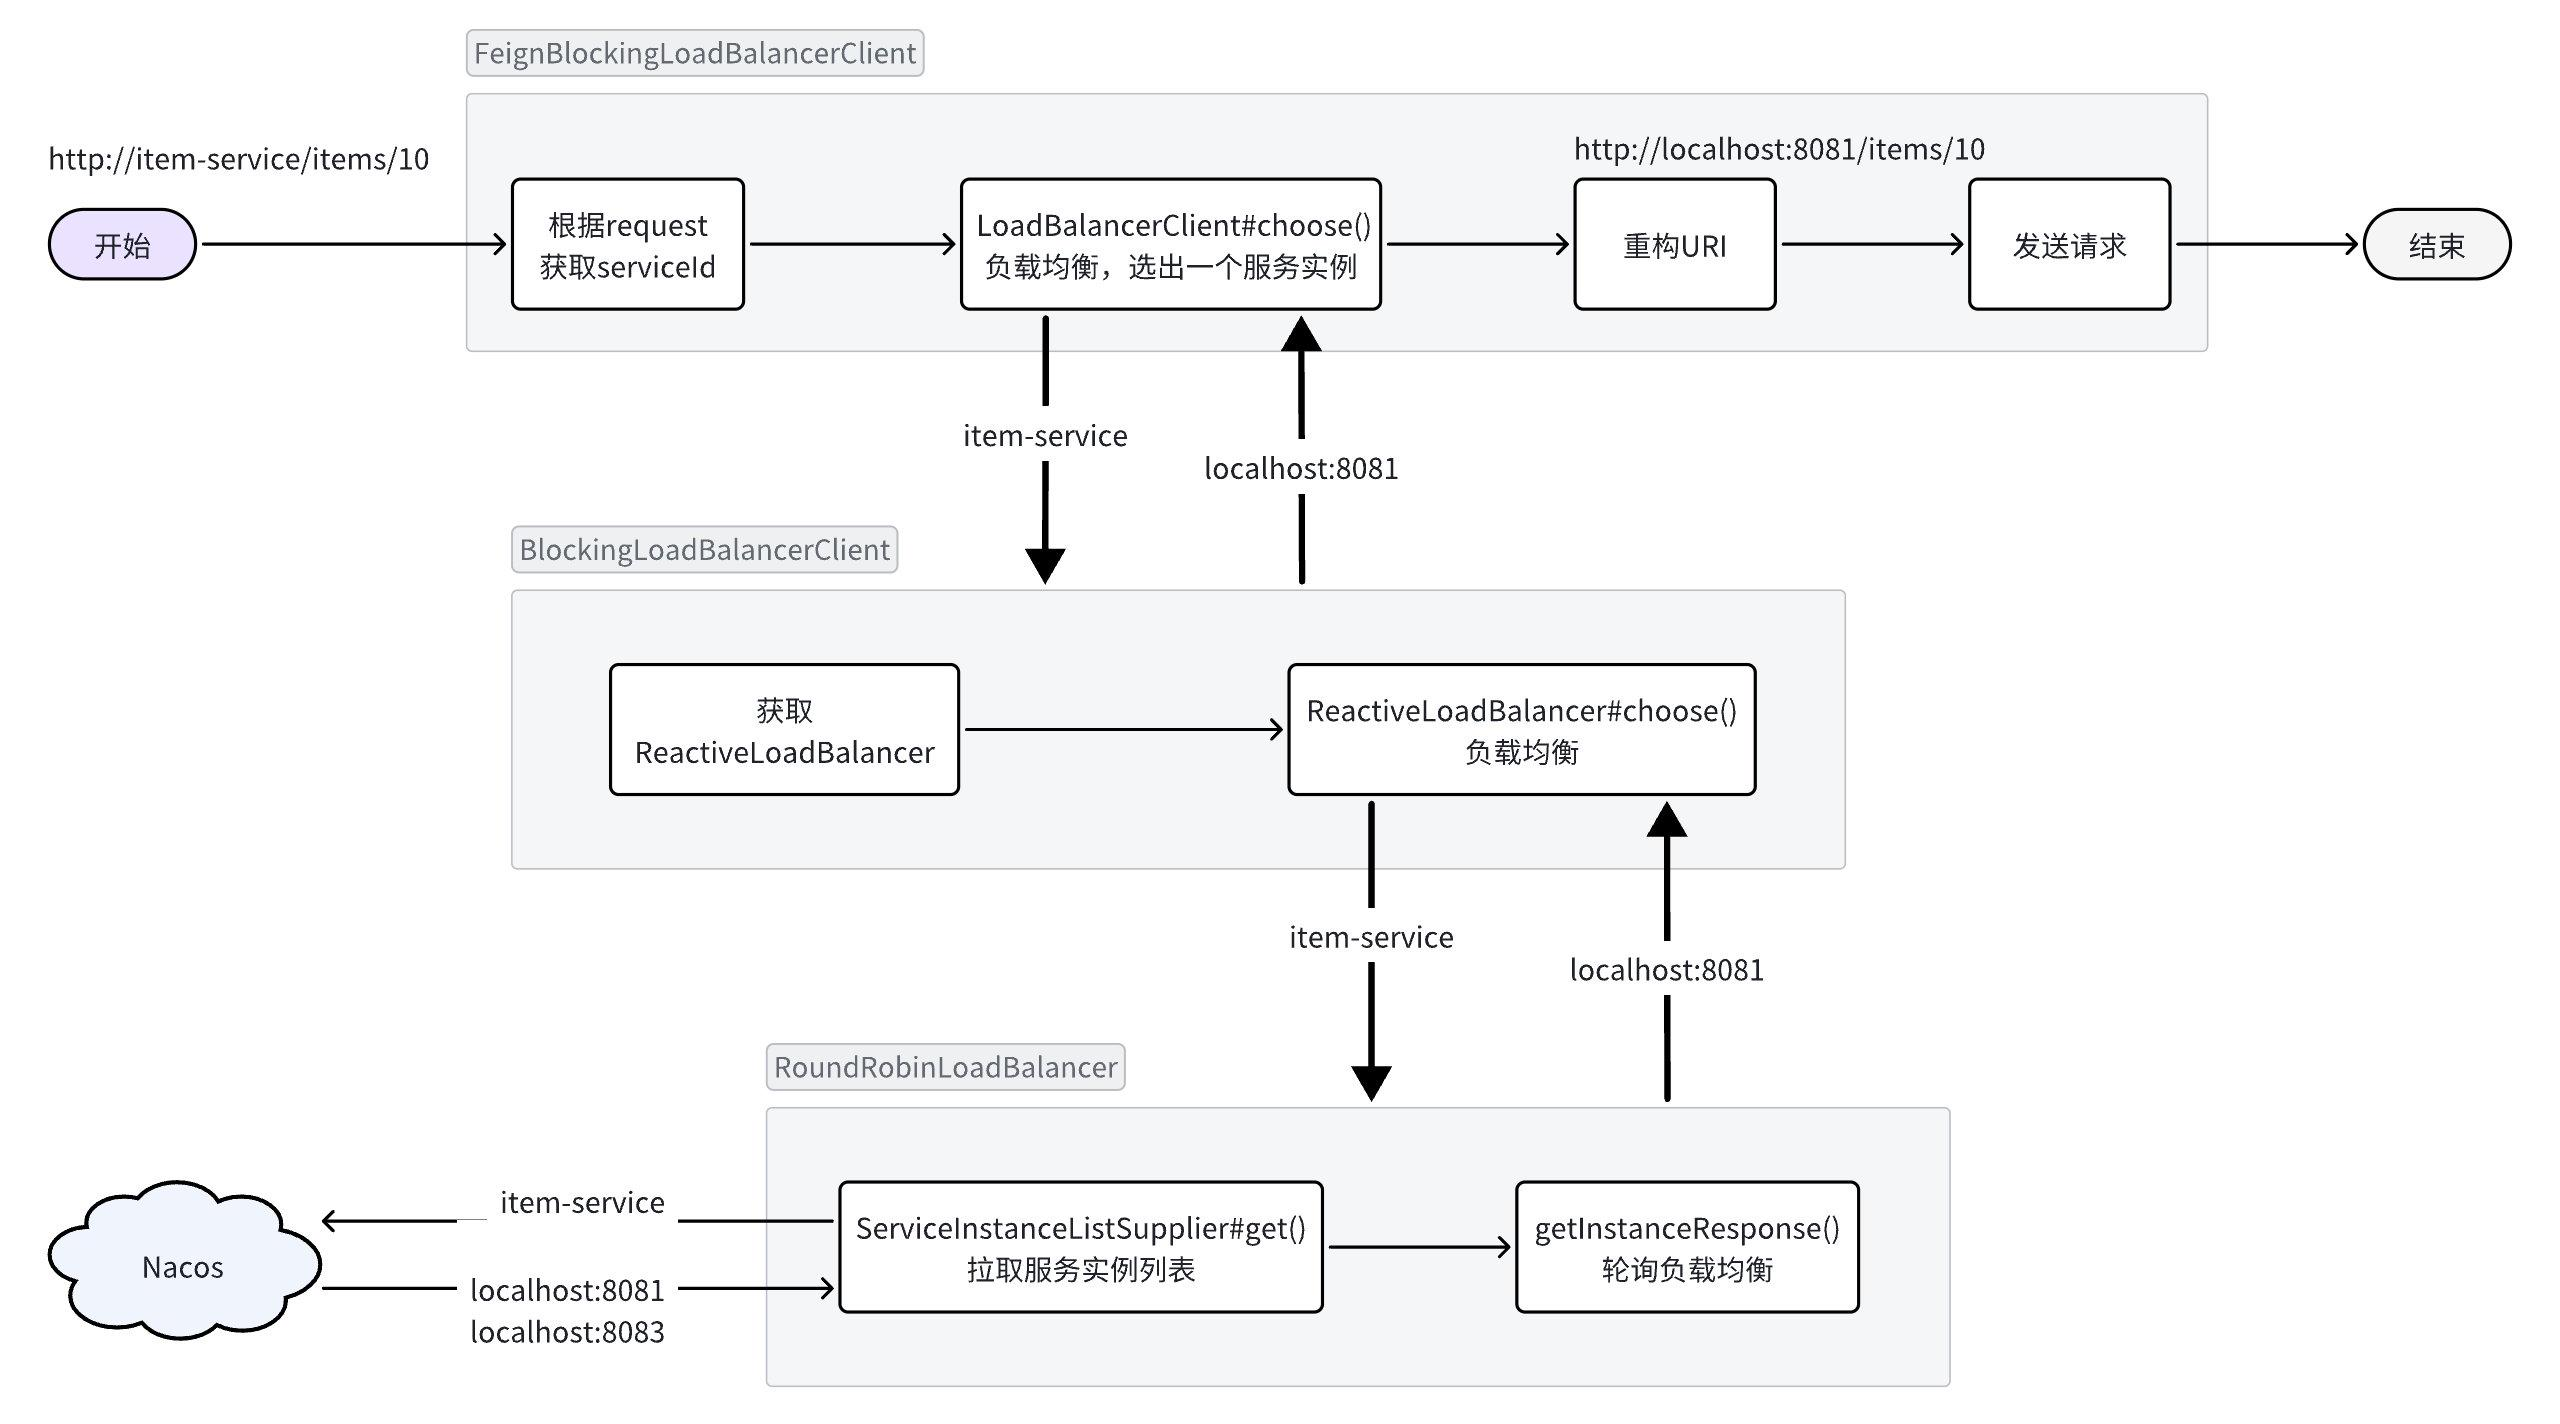 FeignBlockingLoadBalancerClient
http://item-service/items/10
http://localhost:8081/items/10
开始
根据request
获取serviceId
LoadBalancerClient#choose()
负载均衡，选出一个服务实例
重构URI
发送请求
结束
item-service
localhost:8081
BlockingLoadBalancerClient
获取
ReactiveLoadBalancer
ReactiveLoadBalancer#choose()
负载均衡
item-service
localhost:8081
RoundRobinLoadBalancer
Nacos
item-service
localhost:8081
localhost:8083
ServiceInstanceListSupplier#get()
拉取服务实例列表
getInstanceResponse()
轮询负载均衡